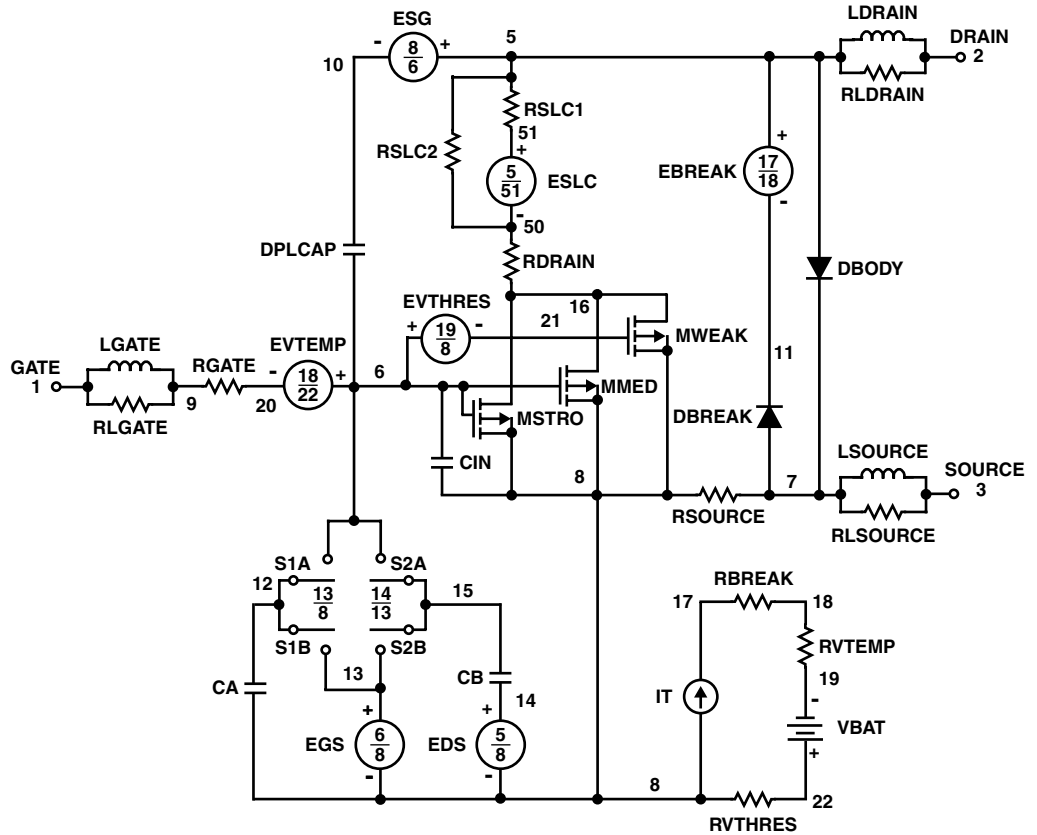 ESG
LDRAIN
DRAIN
2
- 8/6 +
5
10
RLDRAIN
RSLC1
51
+
RSLC2
5/51
ESLC
-
50
+
EBREAK
17/18
-
RDRAIN
DPLCAP
DBODY
EVTHRES
16
+ 19/8 -
21
MWEAK
LGATE
EVTEMP
GATE
1
RGATE
- 18/22 +
6
MMED
11
9
20
RLGATE
MSTRO
DBREAK
CIN
LSOURCE
SOURCE
3
8
7
RSOURCE
RLSOURCE
S1A
S2A
12
13/8
14/13
15
RBREAK
17
18
S1B
S2B
RVTEMP
13
CB
19
CA
14
IT
-
VBAT
+
+
+
EGS
6/8
EDS
5/8
-
-
8
22
RVTHRES